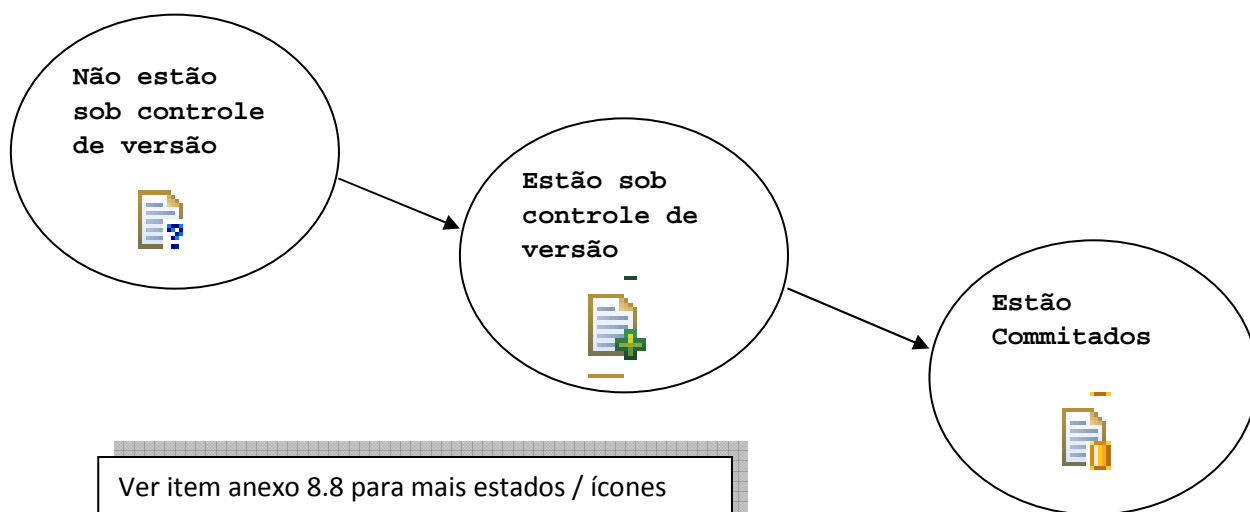 Não estão
sob controle
de versão
?
Estão sob
controle de
versão
Estão
Commitados
Ver item anexo 8.8 para mais estados / ícones